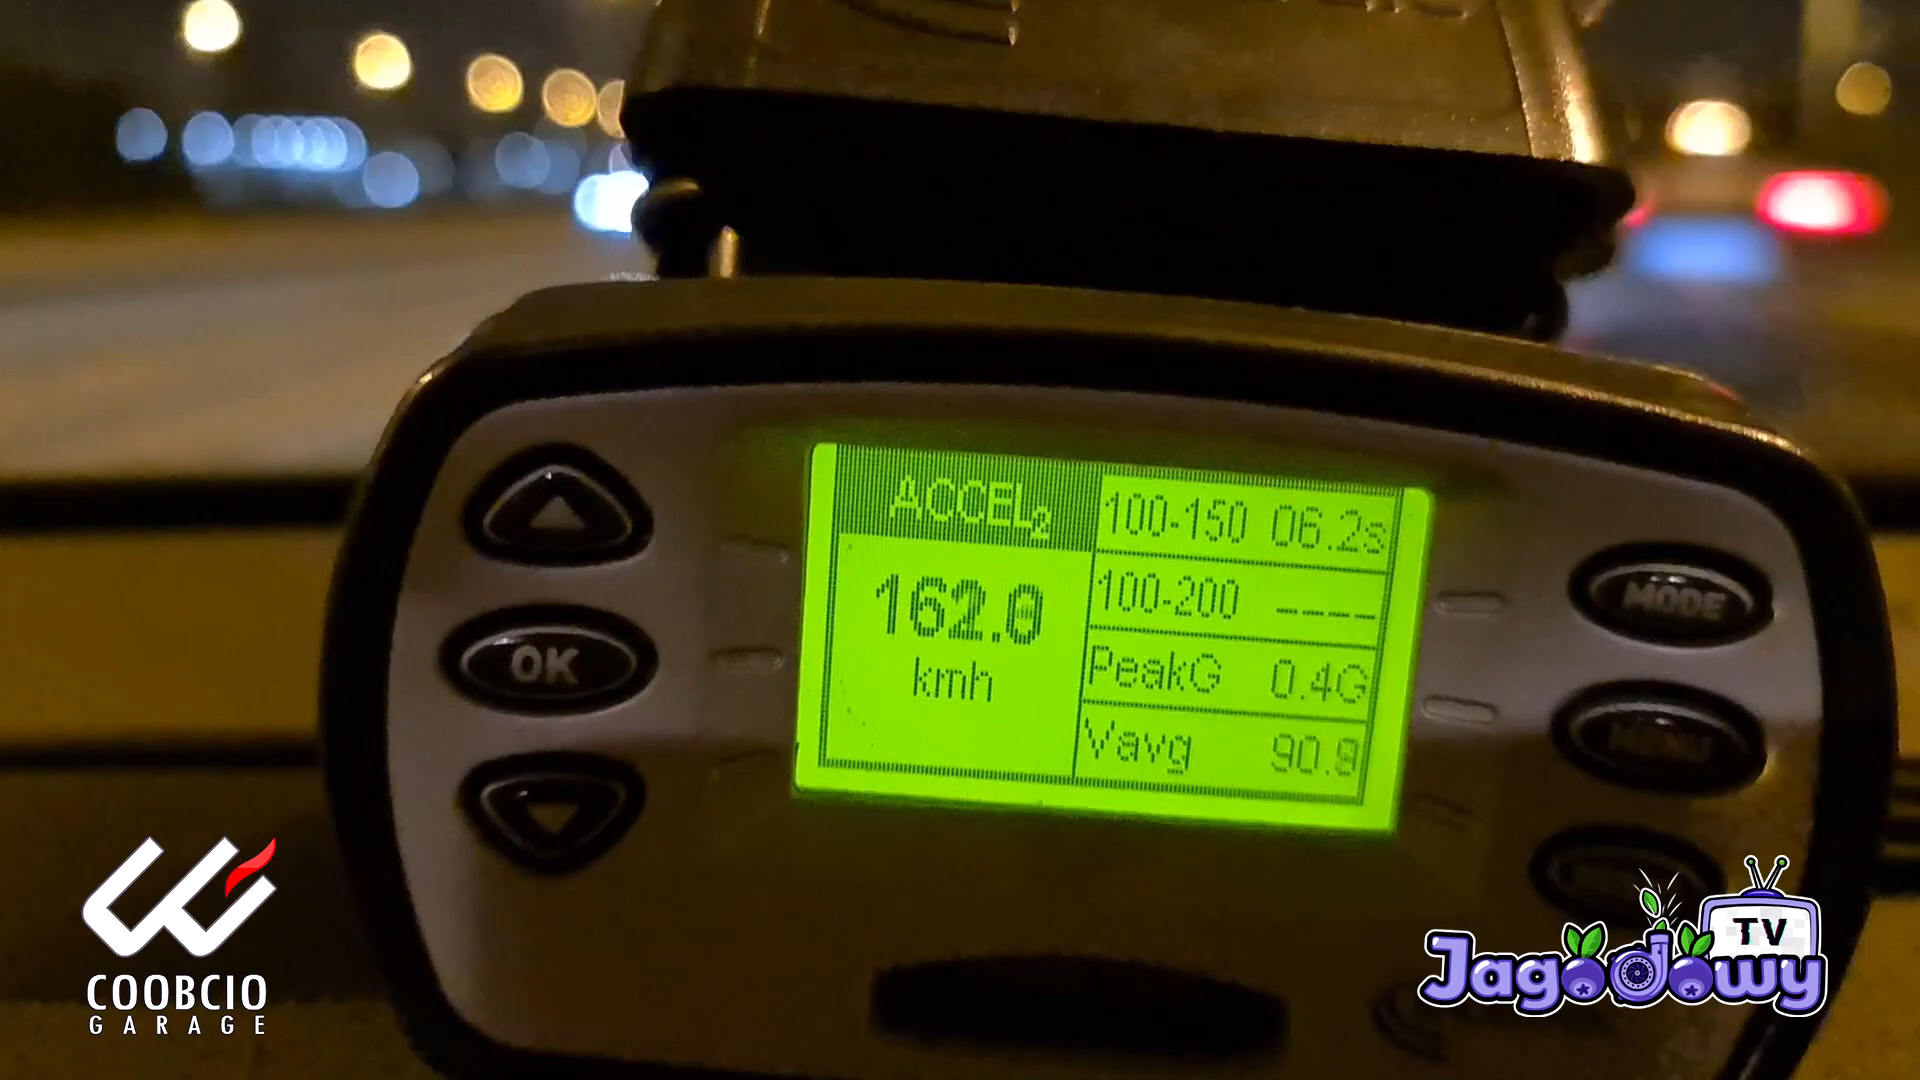 ACCEL2
162.0
kmh
100-150 06.2s
100-200 ----
PeakG 0.4G
Vavg 90.9
OK
MODE
MENU
COOBCIO
GARAGE
TV
Jagodowy